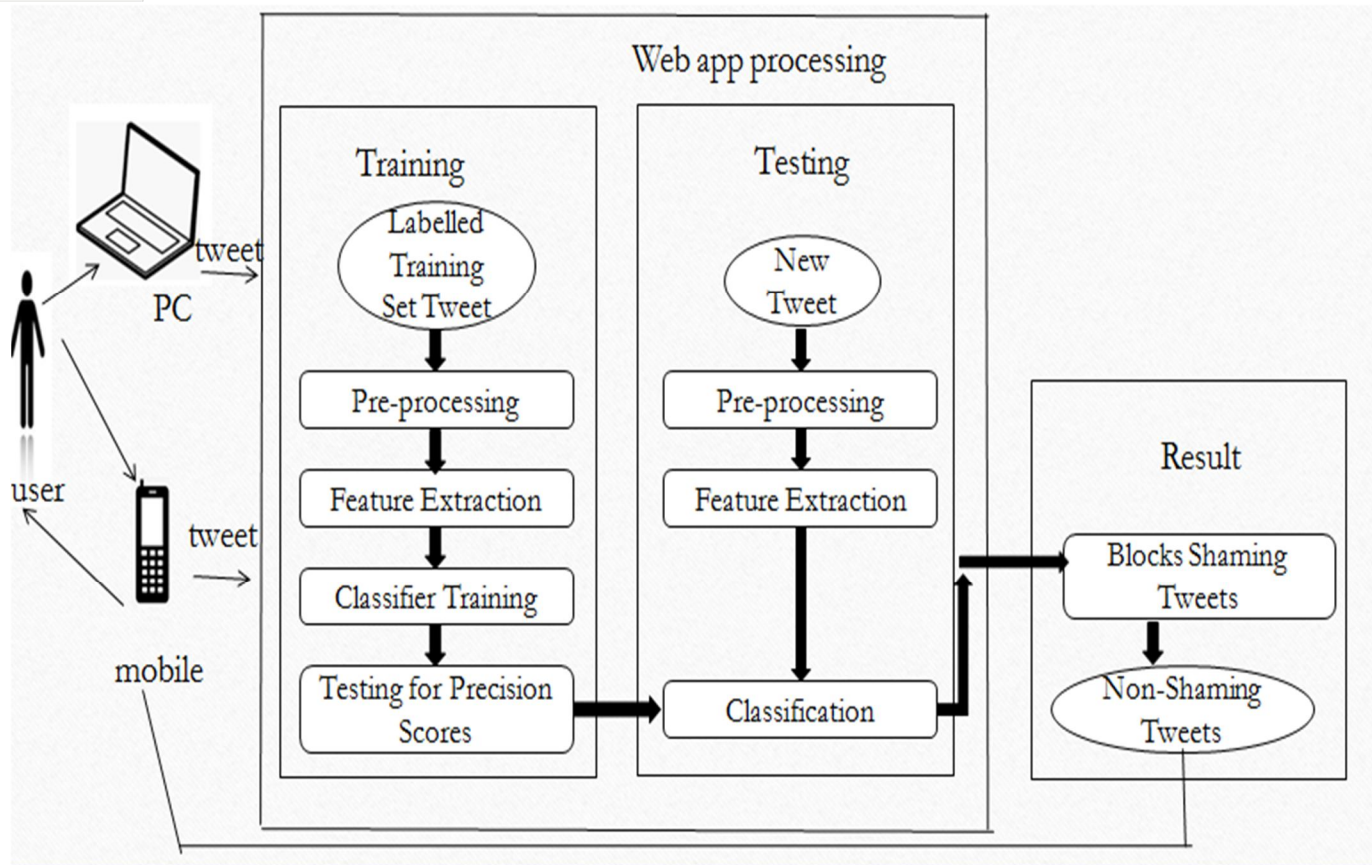 Web app processing
Training
Labelled
Training
Set Tweet
Pre-processing
Feature Extraction
Classifier Training
Testing for Precision
Scores
Testing
New
Tweet
Pre-processing
Feature Extraction
Classification
tweet
PC
user
tweet
mobile
Result
Blocks Shaming
Tweets
Non-Shaming
Tweets